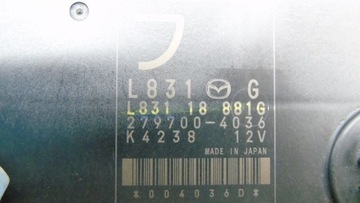 L831 G
L831 18 881G
279700-4036
K4238 12V
MADE IN JAPAN
*004036D*